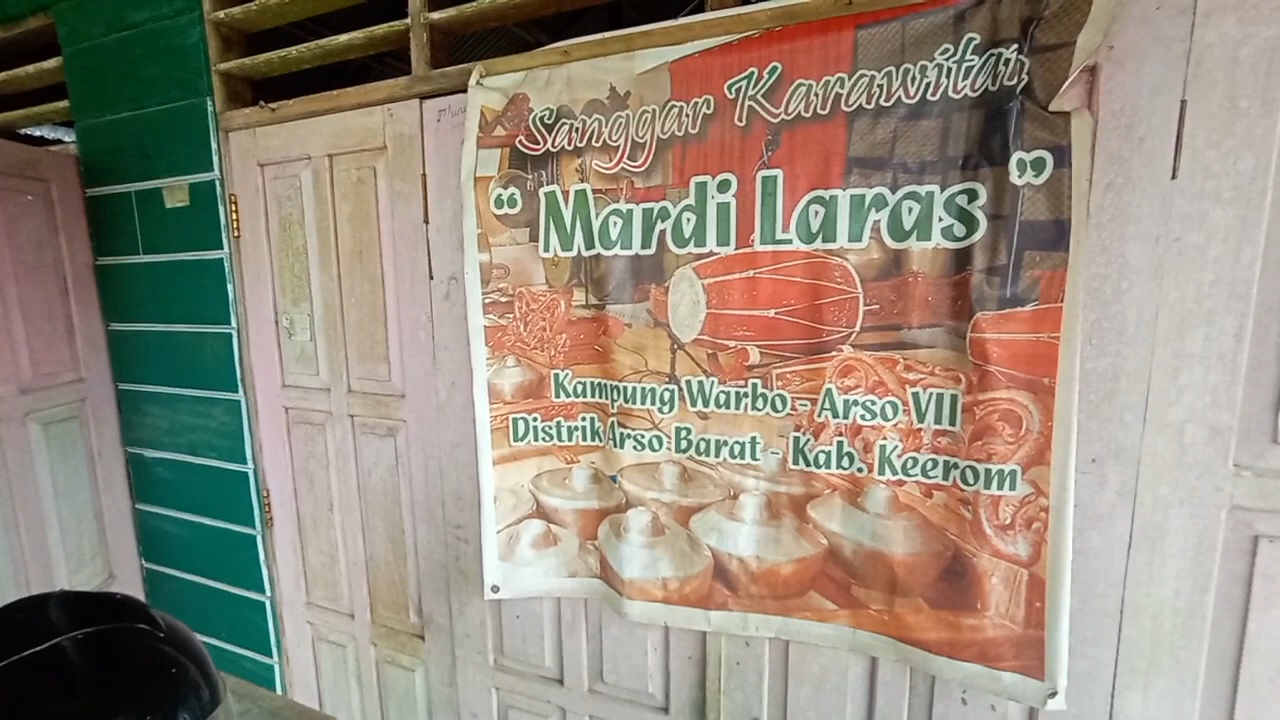 Sanggar Karawitan
“ Mardi Laras ”
Kampung Warbo - Arso VII
Distrik Arso Barat - Kab. Keerom